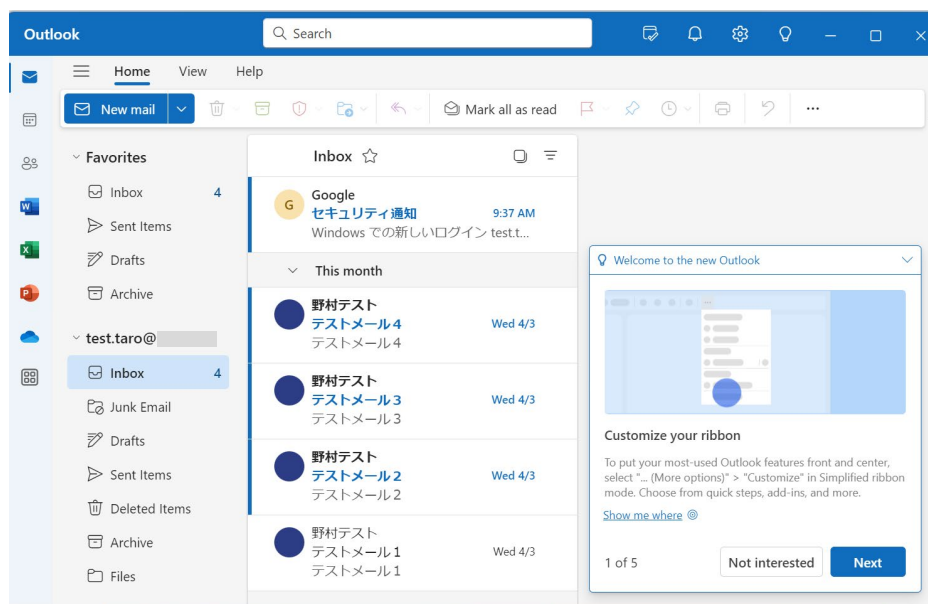 Outlook
Search
Home View Help
New mail
Mark all as read
Favorites
Inbox 4
Sent Items
Drafts
Archive
test.taro@
Inbox 4
Junk Email
Drafts
Sent Items
Deleted Items
Archive
Files
Inbox
G
Google
セキュリティ通知 9:37 AM
Windows での新しいログイン test.t...
This month
野村テスト
テストメール４ Wed 4/3
テストメール４
野村テスト
テストメール３ Wed 4/3
テストメール３
野村テスト
テストメール２ Wed 4/3
テストメール２
野村テスト
テストメール１ Wed 4/3
テストメール１
Welcome to the new Outlook
Customize your ribbon
To put your most-used Outlook features front and center,
select "... (More options)" > "Customize" in Simplified ribbon
mode. Choose from quick steps, add-ins, and more.
Show me where
1 of 5 Not interested Next
W
X
P